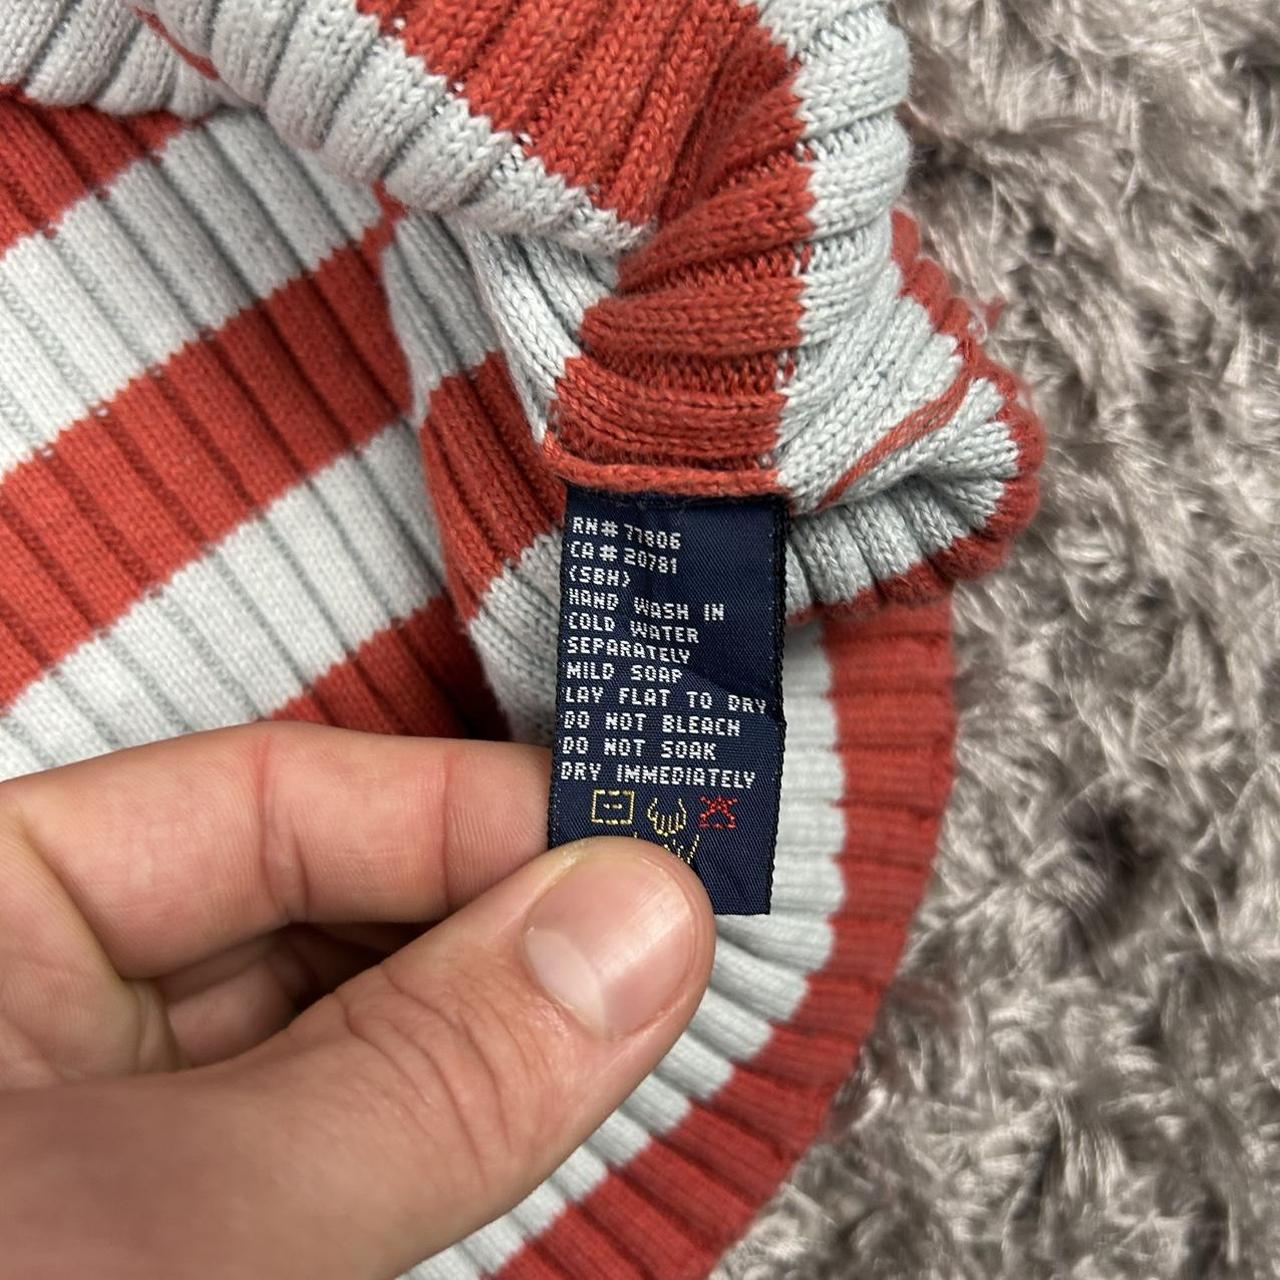 RN# 77806
CA# 20781
(SBH)
HAND WASH IN
COLD WATER
SEPARATELY
MILD SOAP
LAY FLAT TO DRY
DO NOT BLEACH
DO NOT SOAK
DRY IMMEDIATELY